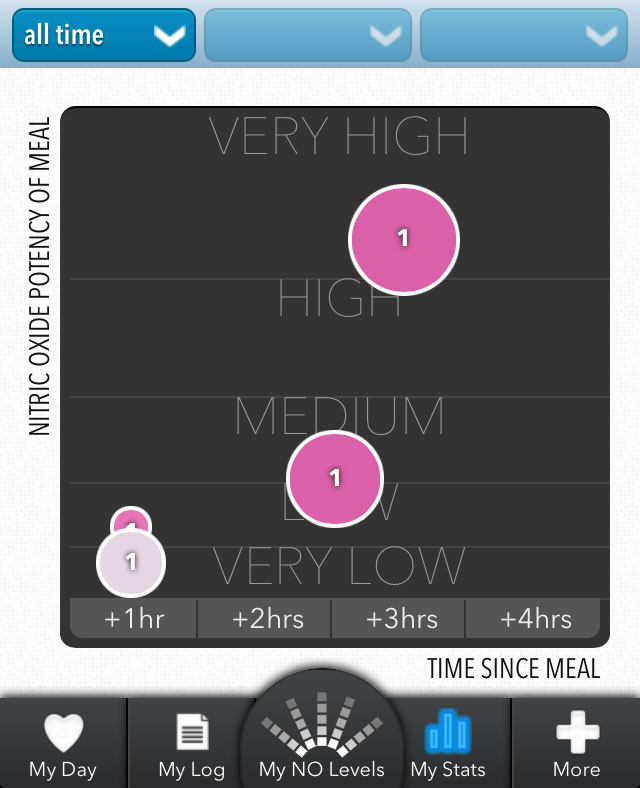 all time
NITRIC OXIDE POTENCY OF MEAL
VERY HIGH
1
HIGH
MEDIUM
1
LOW
1
1
VERY LOW
+1hr +2hrs +3hrs +4hrs
TIME SINCE MEAL
My Day My Log My NO Levels My Stats More